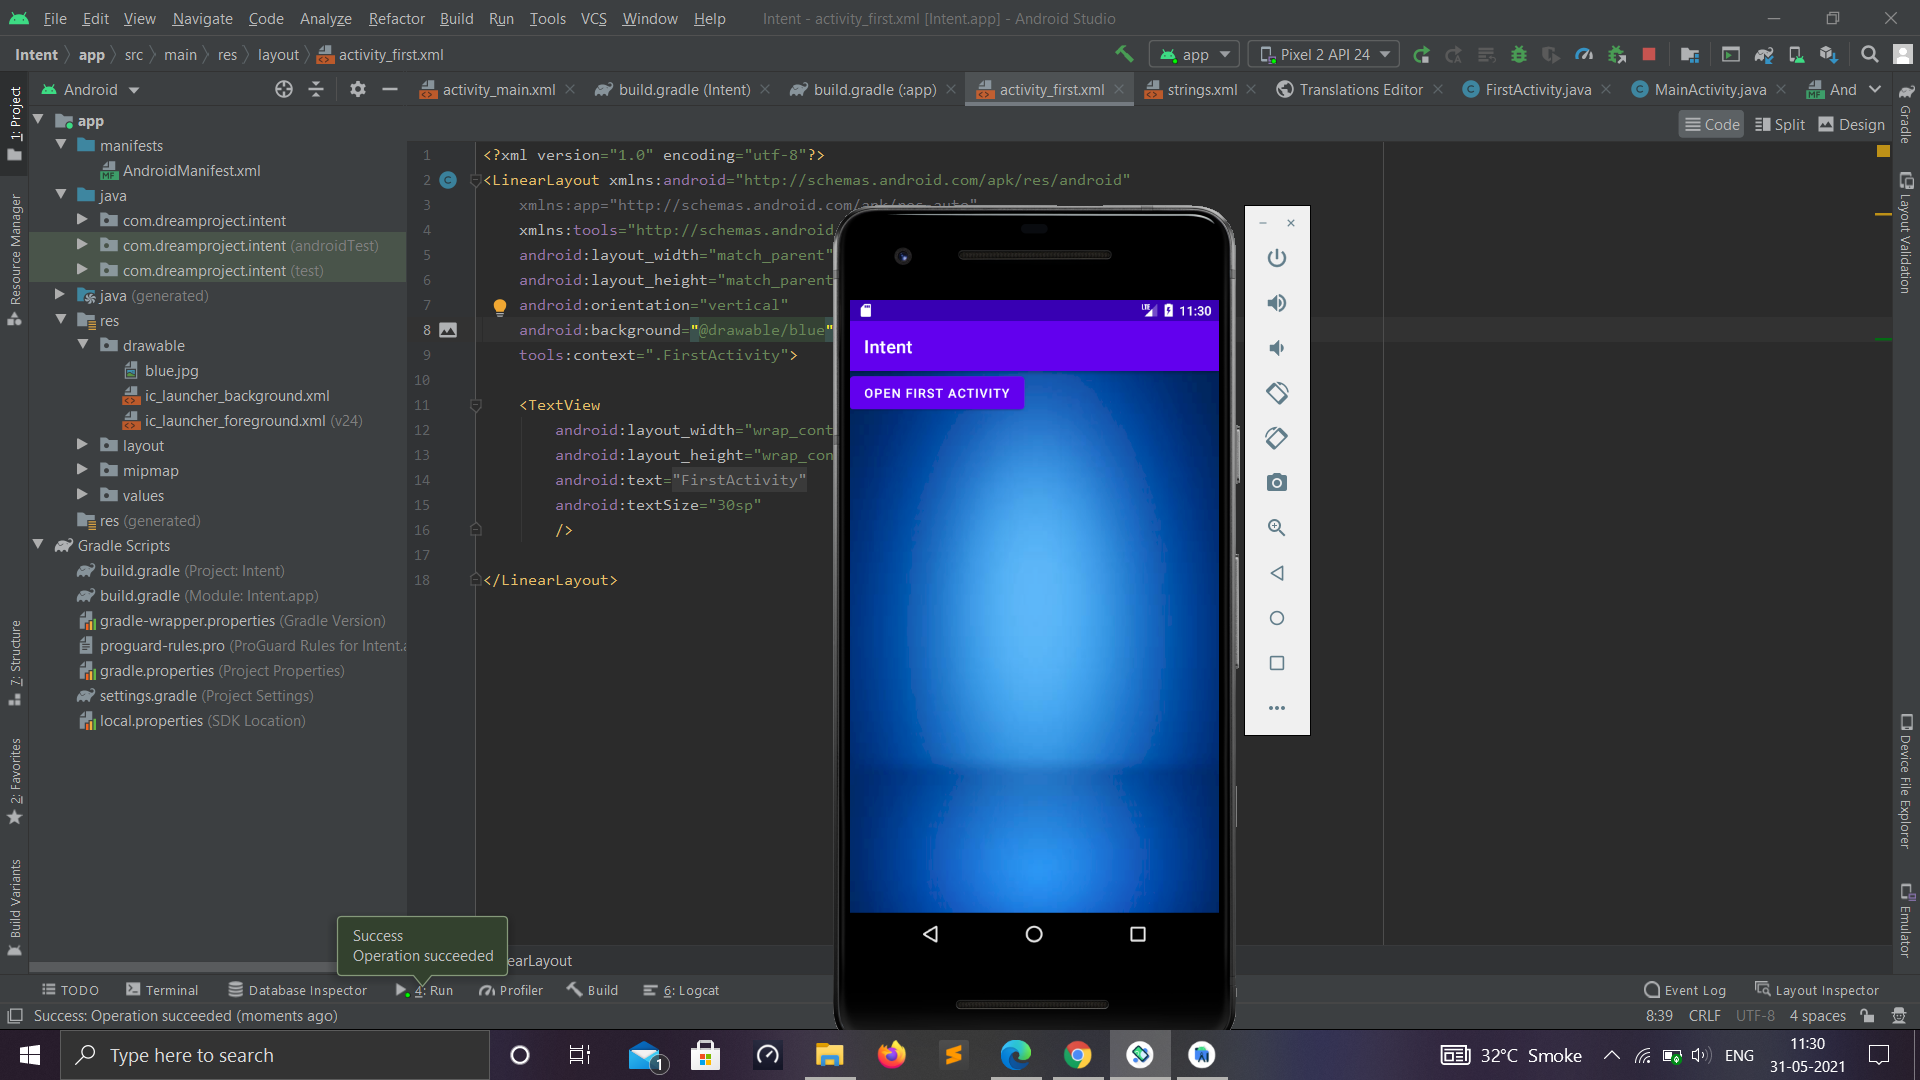 File Edit View Navigate Code Analyze Refactor Build Run Tools VCS Window Help Intent - activity_first.xml [Intent.app] - Android Studio
Intent app src main res layout activity_first.xml app Pixel 2 API 24
Android activity_main.xml build.gradle (Intent) build.gradle (:app) activity_first.xml strings.xml Translations Editor FirstActivity.java MainActivity.java And
Code Split Design
1: Project
Resource Manager
7: Structure
2: Favorites
Build Variants
app
manifests
AndroidManifest.xml
java
com.dreamproject.intent
com.dreamproject.intent (androidTest)
com.dreamproject.intent (test)
java (generated)
res
drawable
blue.jpg
ic_launcher_background.xml
ic_launcher_foreground.xml (v24)
layout
mipmap
values
res (generated)
Gradle Scripts
build.gradle (Project: Intent)
build.gradle (Module: Intent.app)
gradle-wrapper.properties (Gradle Version)
proguard-rules.pro (ProGuard Rules for Intent.a
gradle.properties (Project Properties)
settings.gradle (Project Settings)
local.properties (SDK Location)
1 <?xml version="1.0" encoding="utf-8"?>
2 <LinearLayout xmlns:android="http://schemas.android.com/apk/res/android"
3 xmlns:app="http://schemas.android.com/apk/res-auto"
4 xmlns:tools="http://schemas.android
5 android:layout_width="match_parent"
6 android:layout_height="match_parent
7 android:orientation="vertical"
8 android:background="@drawable/blue"
9 tools:context=".FirstActivity">
10
11 <TextView
12 android:layout_width="wrap_cont
13 android:layout_height="wrap_con
14 android:text="FirstActivity"
15 android:textSize="30sp"
16 />
17
18 </LinearLayout>
LTE 11:30
Intent
OPEN FIRST ACTIVITY
Gradle
Layout Validation
Device File Explorer
Emulator
Success
Operation succeeded
earLayout
TODO Terminal Database Inspector 4: Run Profiler Build 6: Logcat Event Log Layout Inspector
Success: Operation succeeded (moments ago) 8:39 CRLF UTF-8 4 spaces
Type here to search 1 32°C Smoke ENG 11:30
31-05-2021